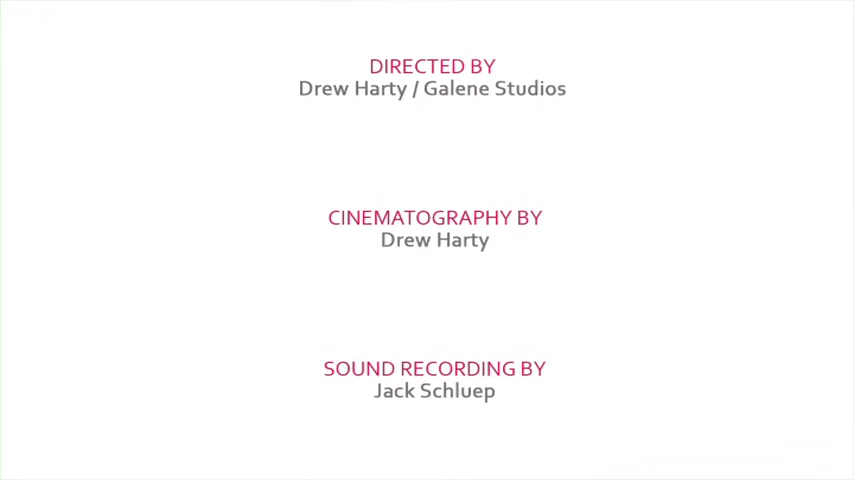 DIRECTED BY
Drew Harty / Galene Studios
CINEMATOGRAPHY BY
Drew Harty
SOUND RECORDING BY
Jack Schluep